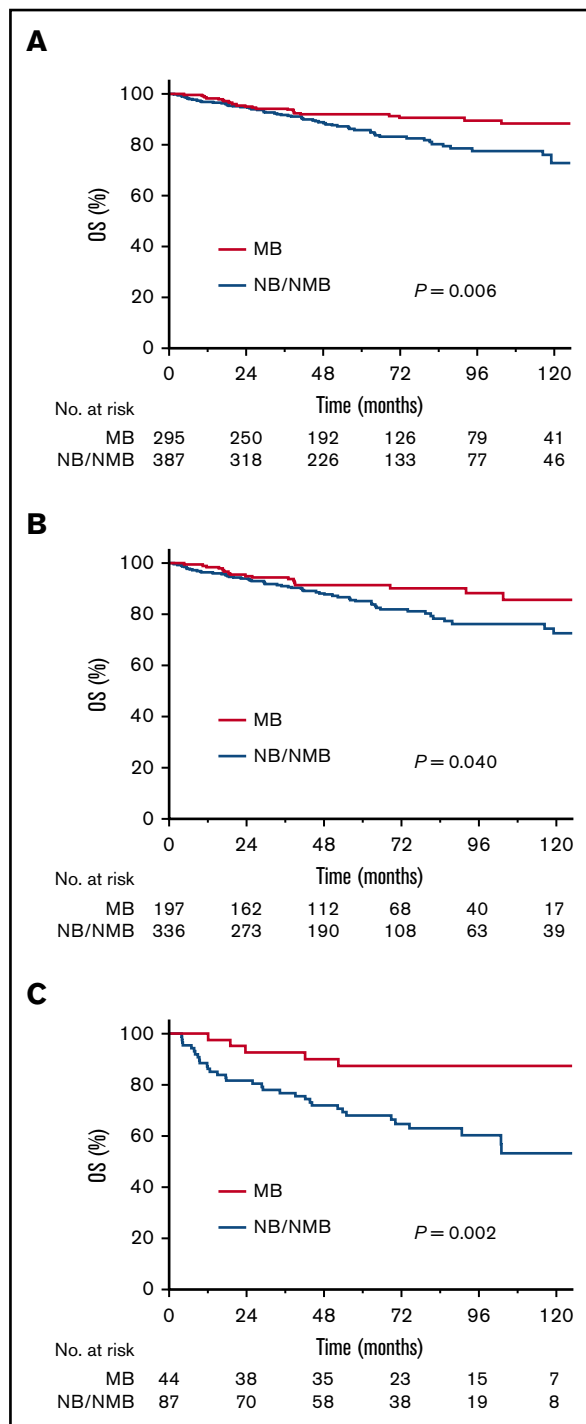 A
100
80
60
40
20
0
OS (%)
MB
NB/NMB
P = 0.006
0 24 48 72 96 120
Time (months)
No. at risk
MB 295 250 192 126 79 41
NB/NMB 387 318 226 133 77 46
B
100
80
60
40
20
0
OS (%)
MB
NB/NMB
P = 0.040
0 24 48 72 96 120
Time (months)
No. at risk
MB 197 162 112 68 40 17
NB/NMB 336 273 190 108 63 39
C
100
80
60
40
20
0
OS (%)
MB
NB/NMB
P = 0.002
0 24 48 72 96 120
Time (months)
No. at risk
MB 44 38 35 23 15 7
NB/NMB 87 70 58 38 19 8